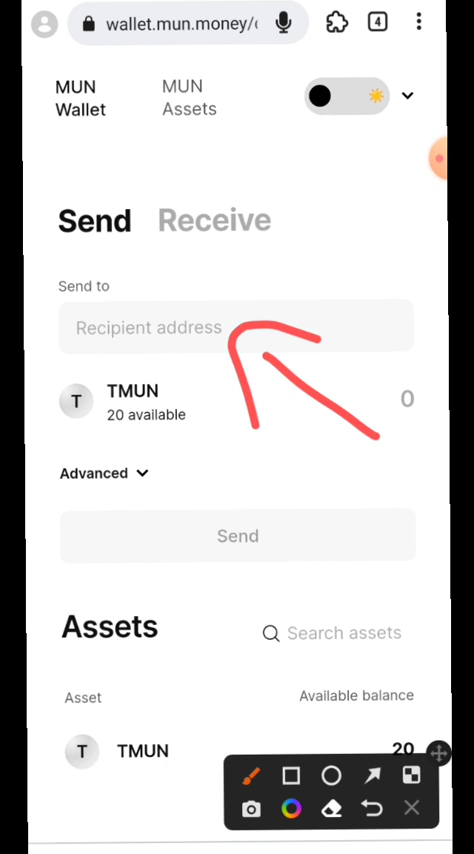 wallet.mun.money/
4
MUN
Wallet
MUN
Assets
Send Receive
Send to
Recipient address
T
TMUN
20 available
0
Advanced
Send
Assets
Search assets
Asset
Available balance
T
TMUN
20